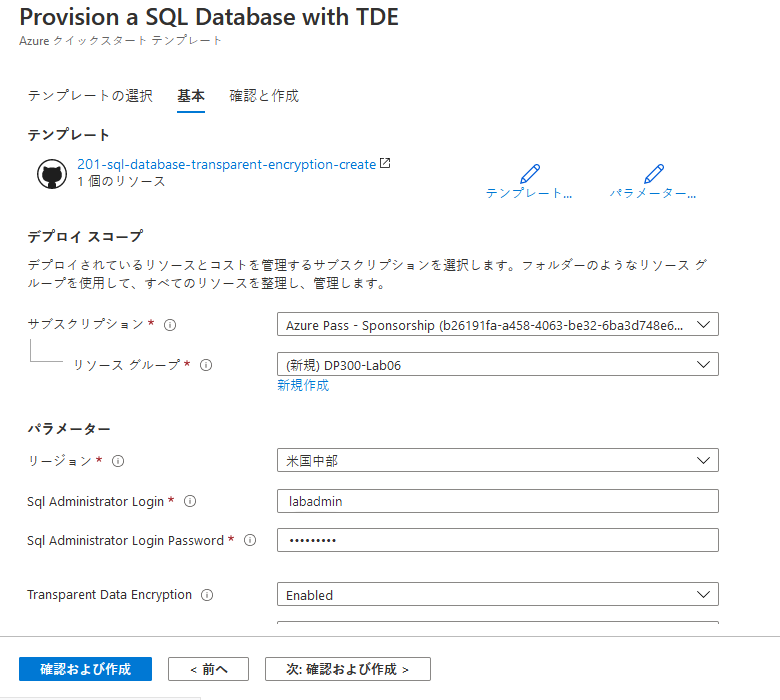 Provision a SQL Database with TDE
Azure クイックスタート テンプレート
テンプレートの選択 基本 確認と作成
テンプレート
201-sql-database-transparent-encryption-create
1 個のリソース
テンプレート... パラメーター...
デプロイ スコープ
デプロイされているリソースとコストを管理するサブスクリプションを選択します。フォルダーのようなリソース グ
ループを使用して、すべてのリソースを整理し、管理します。
サブスクリプション * Azure Pass - Sponsorship (b26191fa-a458-4063-be32-6ba3d748e6...
リソース グループ * (新規) DP300-Lab06
新規作成
パラメーター
リージョン * 米国中部
Sql Administrator Login * labadmin
Sql Administrator Login Password * •••••••••
Transparent Data Encryption Enabled
確認および作成 < 前へ 次: 確認および作成 >